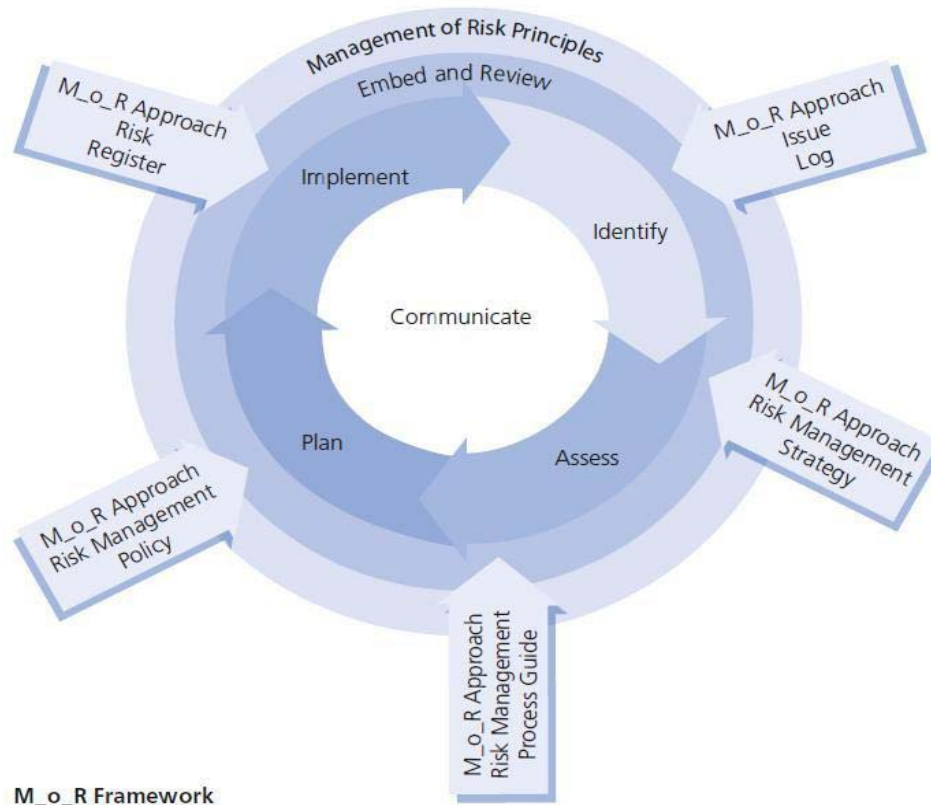 Management of Risk Principles
Embed and Review
M_o_R Approach
Risk
Register
M_o_R Approach
Issue
Log
Implement
Identify
Communicate
Plan
Assess
M_o_R Approach
Risk Management
Strategy
M_o_R Approach
Risk Management
Policy
M_o_R Approach
Risk Management
Process Guide
M_o_R Framework